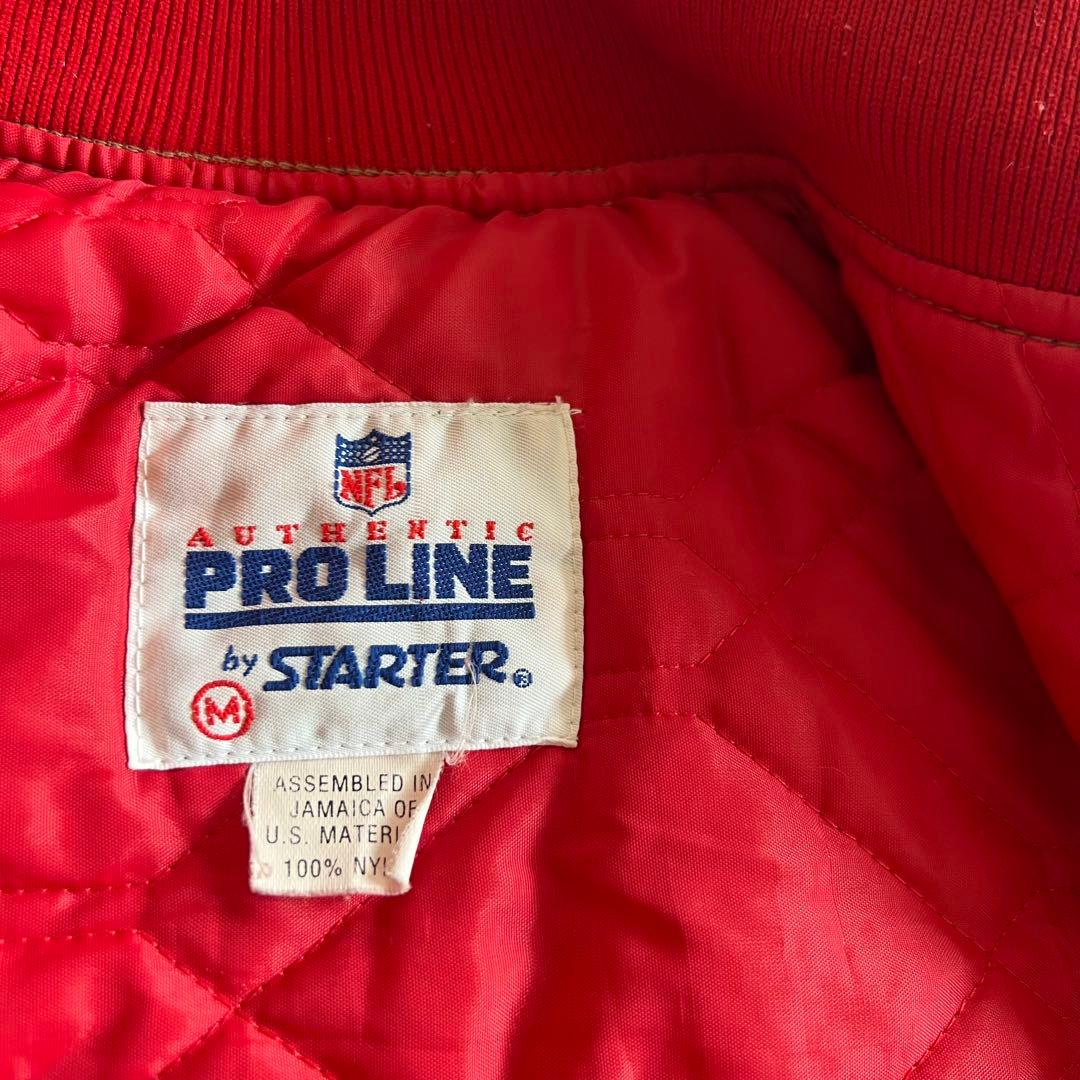 NFL
AUTHENTIC
PRO LINE
by STARTER®
M
ASSEMBLED IN
JAMAICA OF
U.S. MATERI
100% NYL